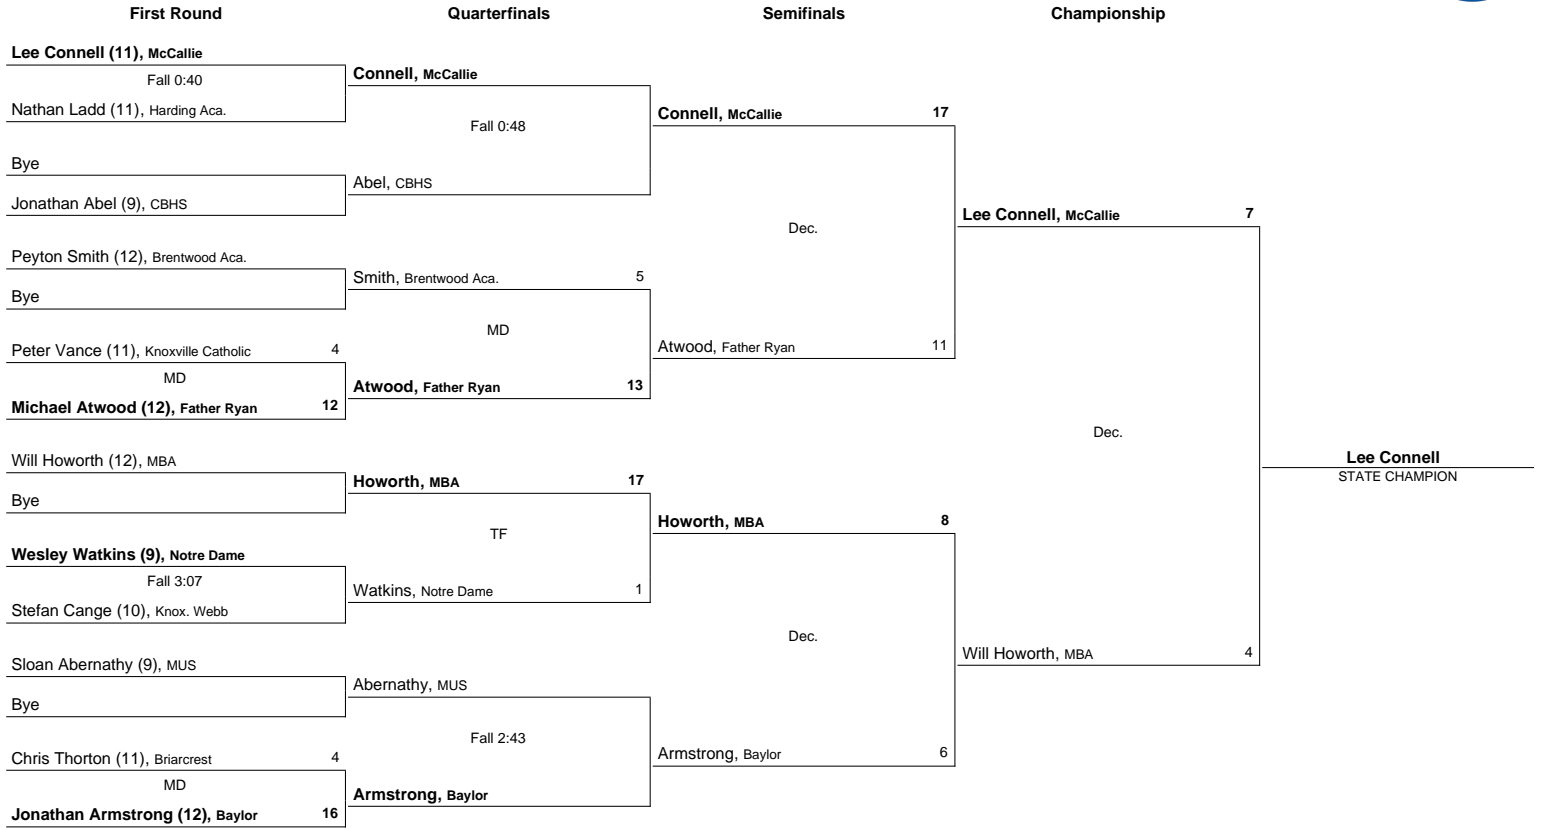 First Round
Quarterfinals
Semifinals
Championship
Lee Connell (11), McCallie
Fall 0:40
Nathan Ladd (11), Harding Aca.
Bye
Jonathan Abel (9), CBHS
Peyton Smith (12), Brentwood Aca.
Bye
Peter Vance (11), Knoxville Catholic 4
MD
Michael Atwood (12), Father Ryan 12
Will Howorth (12), MBA
Bye
Wesley Watkins (9), Notre Dame
Fall 3:07
Stefan Cange (10), Knox. Webb
Sloan Abernathy (9), MUS
Bye
Chris Thorton (11), Briarcrest 4
MD
Jonathan Armstrong (12), Baylor 16
Connell, McCallie
Fall 0:48
Abel, CBHS
Smith, Brentwood Aca. 5
MD
Atwood, Father Ryan 13
Howorth, MBA 17
TF
Watkins, Notre Dame 1
Abernathy, MUS
Fall 2:43
Armstrong, Baylor
Connell, McCallie 17
Dec.
Atwood, Father Ryan 11
Howorth, MBA 8
Dec.
Armstrong, Baylor 6
Lee Connell, McCallie 7
Dec.
Will Howorth, MBA 4
Lee Connell
STATE CHAMPION